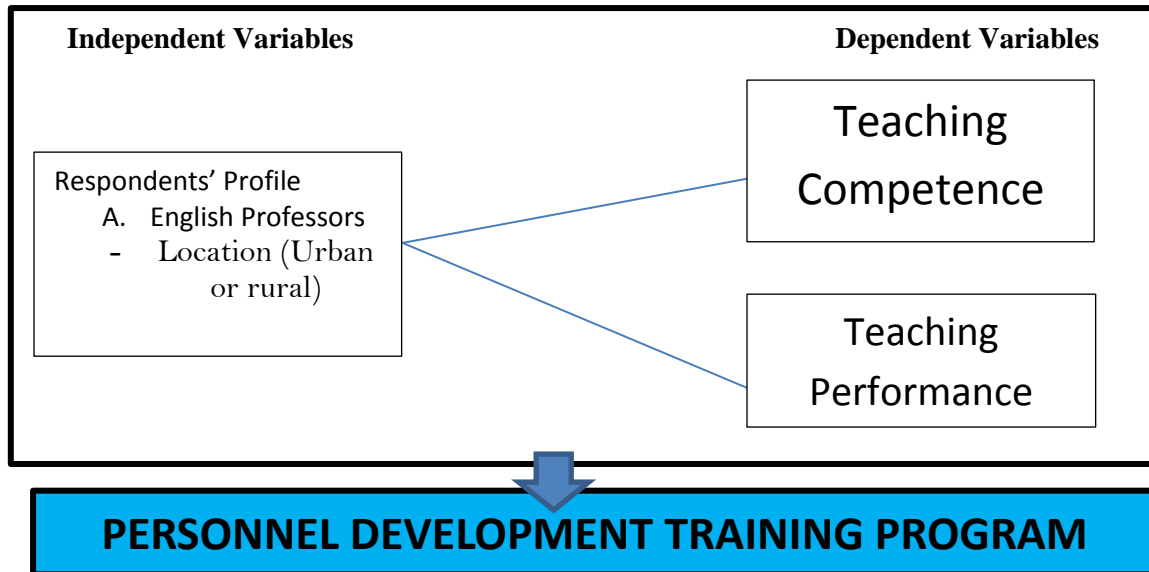 Independent Variables
Dependent Variables
Respondents’ Profile
A. English Professors
- Location (Urban
or rural)
Teaching
Competence
Teaching
Performance
PERSONNEL DEVELOPMENT TRAINING PROGRAM